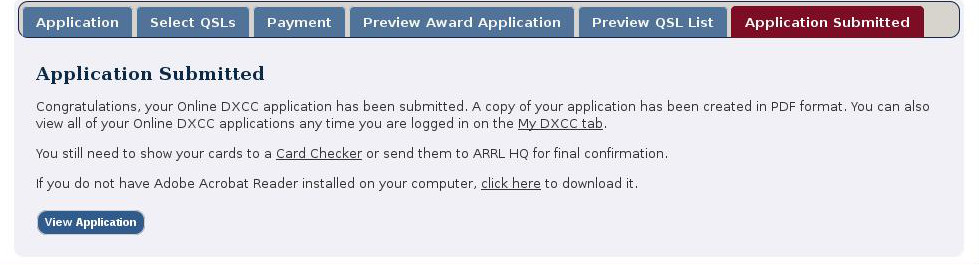 Application Select QSLs Payment Preview Award Application Preview QSL List Application Submitted
Application Submitted
Congratulations, your Online DXCC application has been submitted. A copy of your application has been created in PDF format. You can also
view all of your Online DXCC applications any time you are logged in on the My DXCC tab.
You still need to show your cards to a Card Checker or send them to ARRL HQ for final confirmation.
If you do not have Adobe Acrobat Reader installed on your computer, click here to download it.
View Application